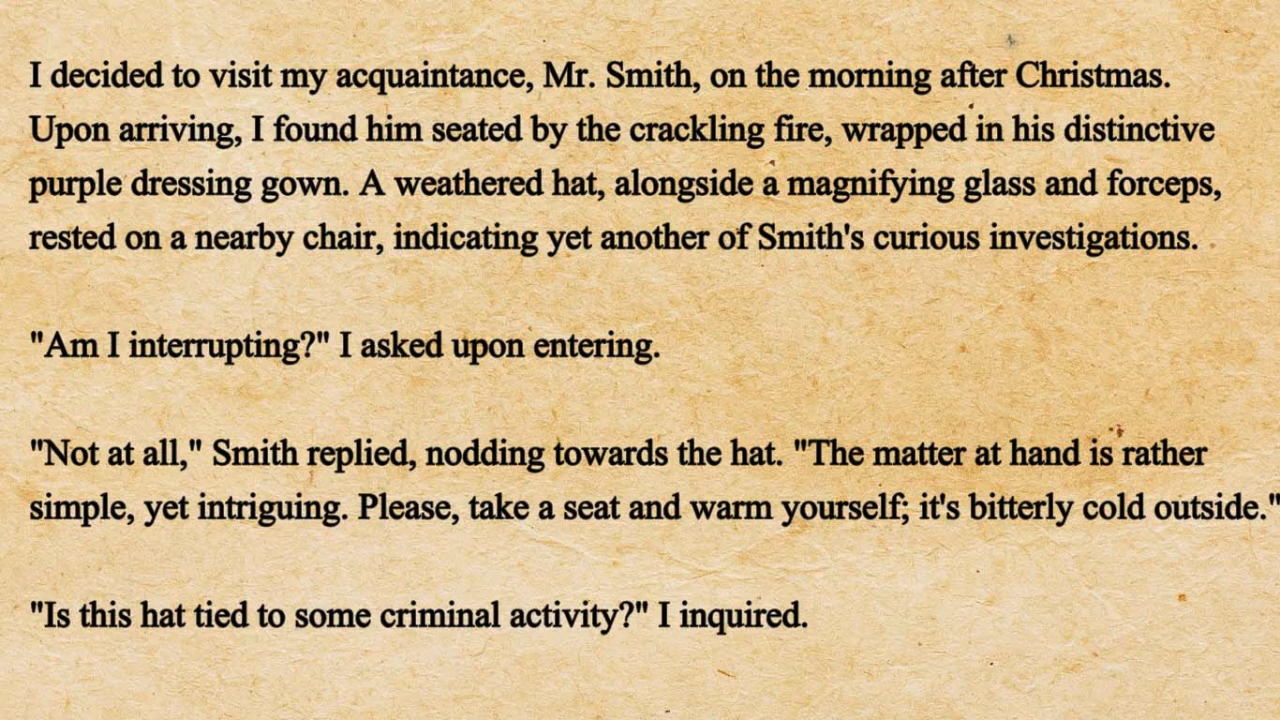 I decided to visit my acquaintance, Mr. Smith, on the morning after Christmas.
Upon arriving, I found him seated by the crackling fire, wrapped in his distinctive
purple dressing gown. A weathered hat, alongside a magnifying glass and forceps,
rested on a nearby chair, indicating yet another of Smith's curious investigations.
"Am I interrupting?" I asked upon entering.
"Not at all," Smith replied, nodding towards the hat. "The matter at hand is rather
simple, yet intriguing. Please, take a seat and warm yourself; it's bitterly cold outside."
"Is this hat tied to some criminal activity?" I inquired.